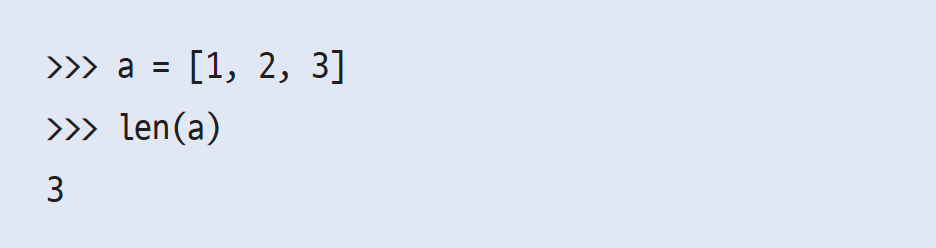 >>> a = [1, 2, 3]
>>> len(a)
3